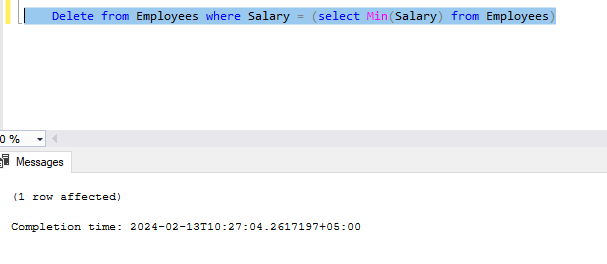 Delete from Employees where Salary = (select Min(Salary) from Employees)
0 %
Messages
(1 row affected)
Completion time: 2024-02-13T10:27:04.2617197+05:00